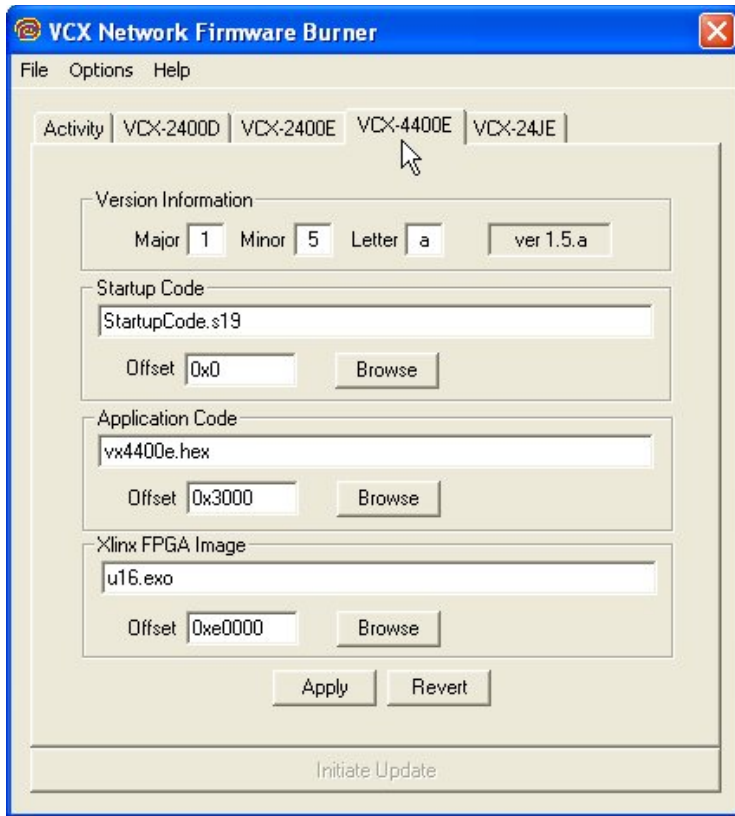 VCX Network Firmware Burner
File Options Help
Activity VCX-2400D VCX-2400E VCX-4400E VCX-24JE
Version Information
Major 1 Minor 5 Letter a ver 1.5.a
Startup Code
StartupCode.s19
Offset 0x0 Browse
Application Code
vx4400e.hex
Offset 0x3000 Browse
Xlinx FPGA Image
u16.exo
Offset 0xe0000 Browse
Apply Revert
Initiate Update